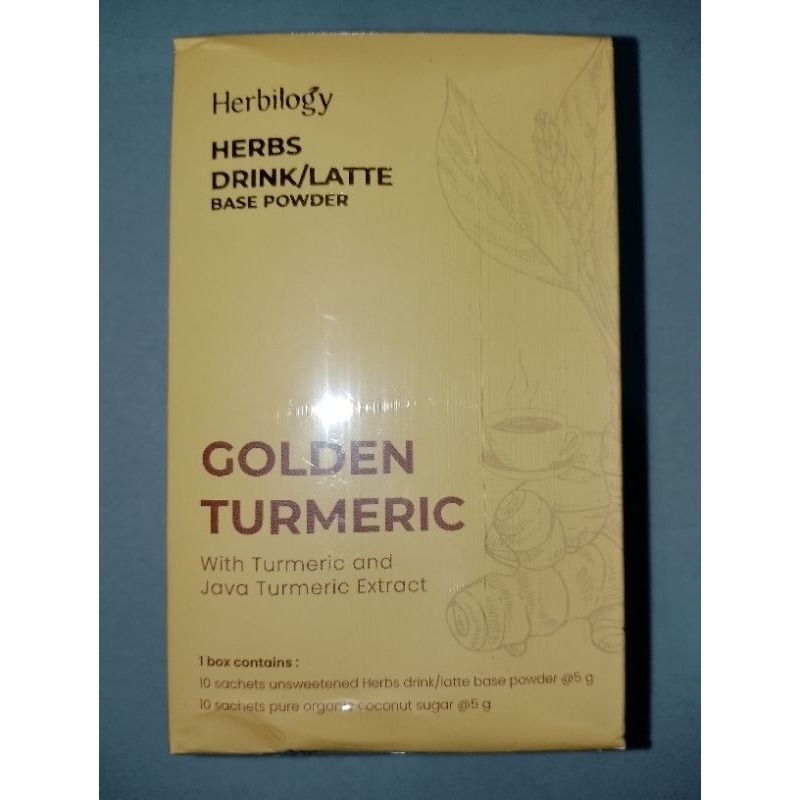 Herbilogy
HERBS
DRINK/LATTE
BASE POWDER
GOLDEN
TURMERIC
With Turmeric and
Java Turmeric Extract
1 box contains :
10 sachets unsweetened Herbs drink/latte base powder @5 g
10 sachets pure organic coconut sugar @5 g